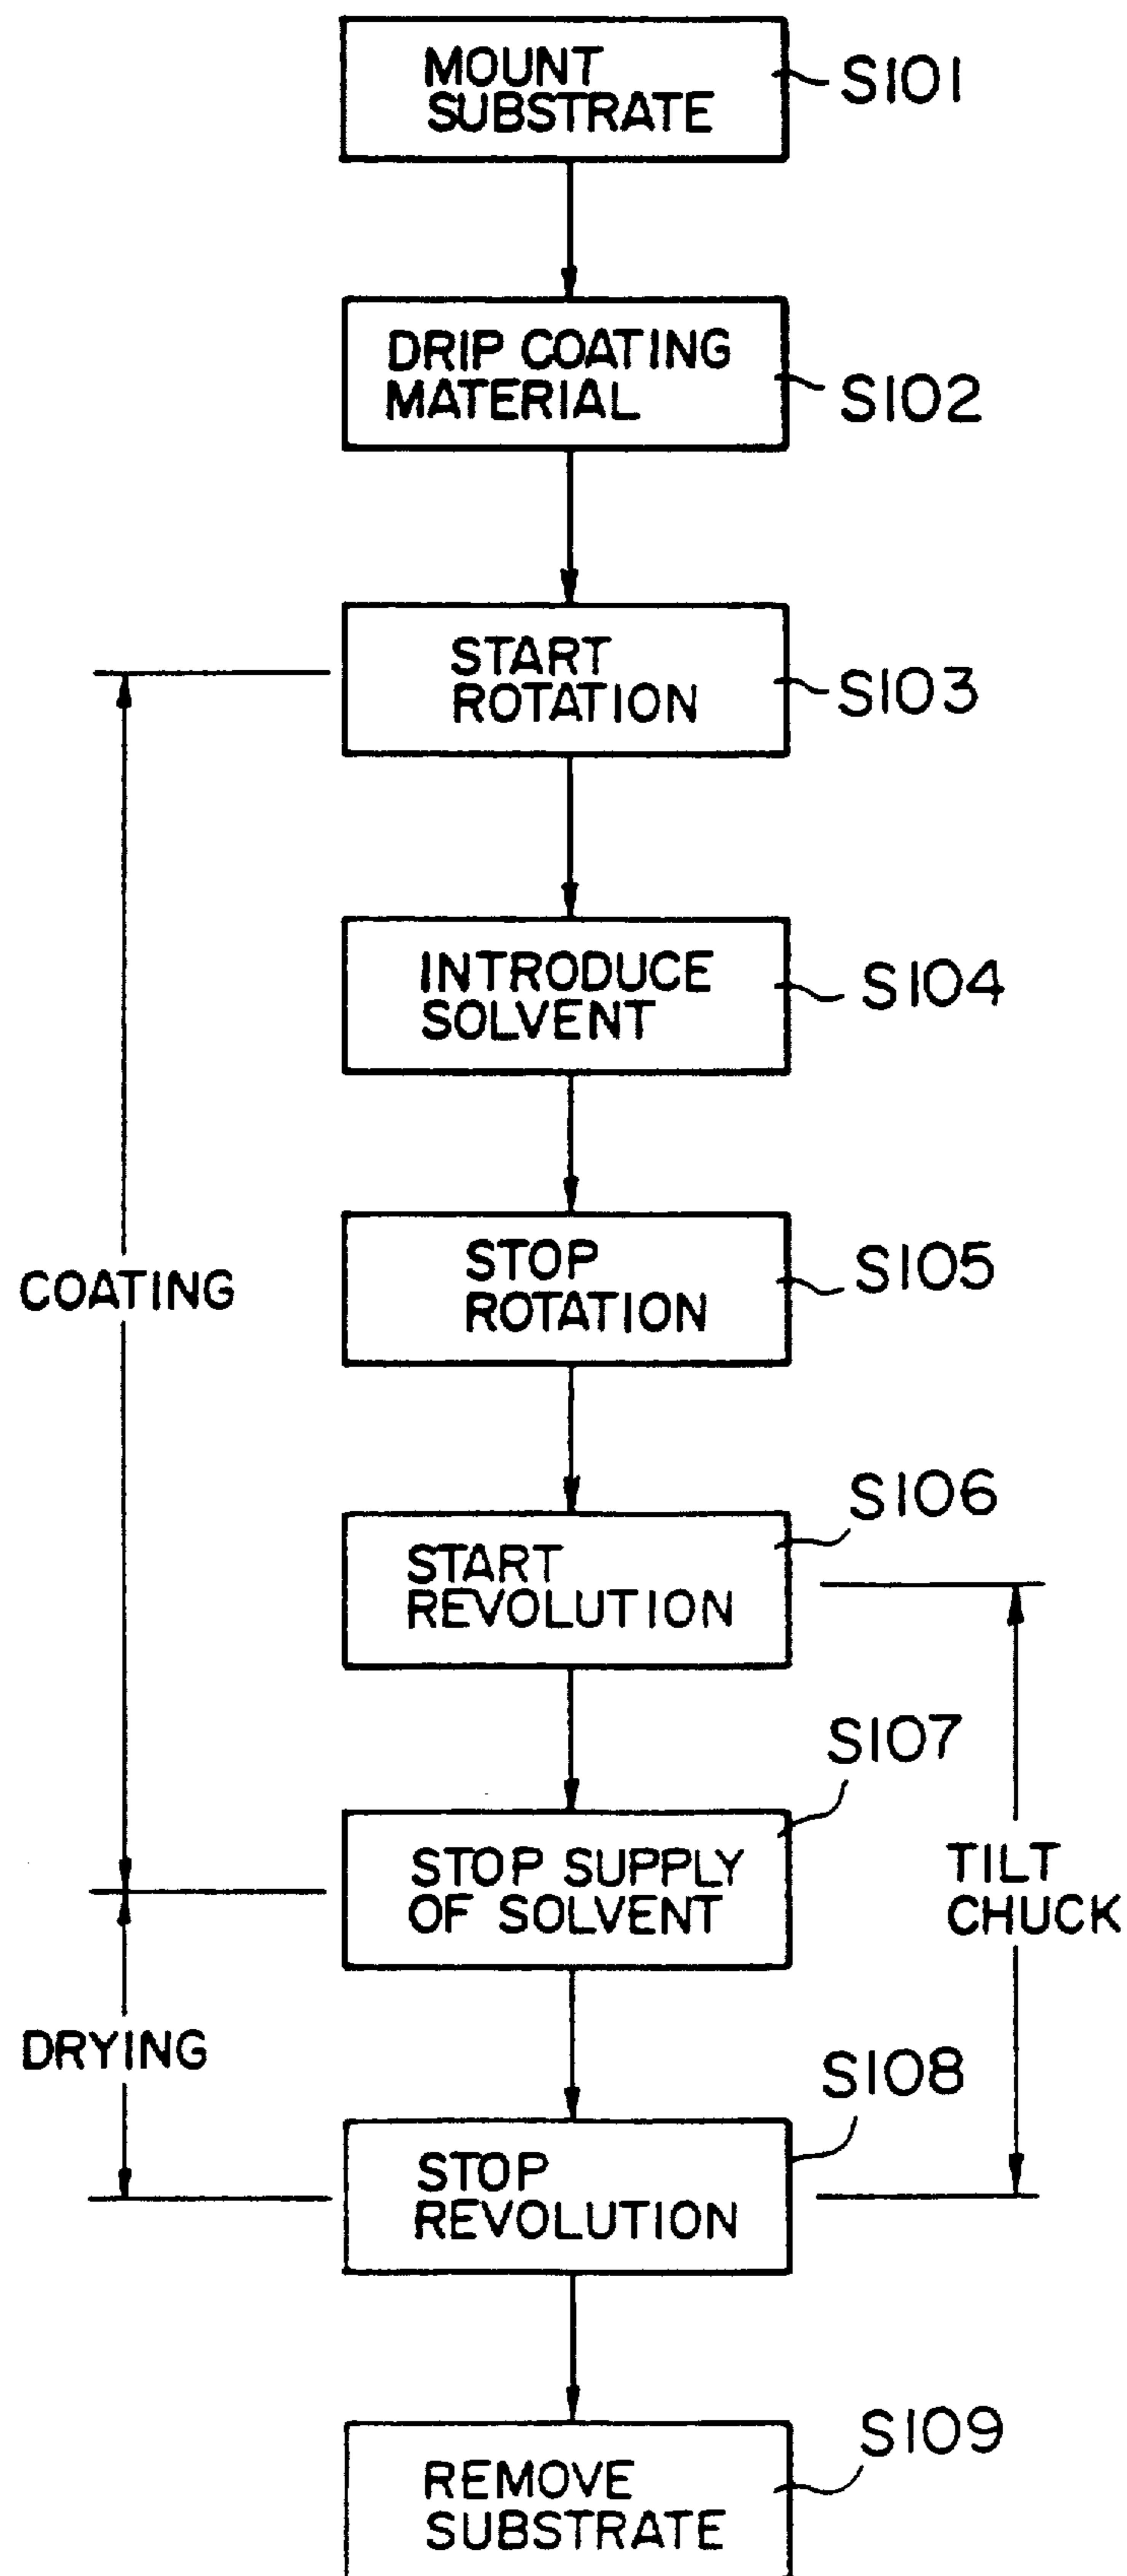 MOUNT
SUBSTRATE
S101
DRIP COATING
MATERIAL
S102
START
ROTATION
S103
INTRODUCE
SOLVENT
S104
STOP
ROTATION
S105
COATING
START
REVOLUTION
S106
STOP SUPPLY
OF SOLVENT
S107
TILT
CHUCK
DRYING
STOP
REVOLUTION
S108
REMOVE
SUBSTRATE
S109